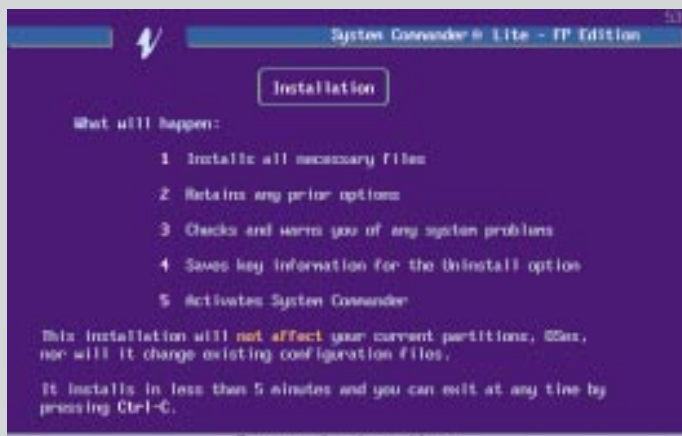 System Commander® Lite - FP Edition
Installation
What will happen:
1 Installs all necessary files
2 Retains any prior options
3 Checks and warns you of any system problems
4 Saves key information for the Uninstall option
5 Activates System Commander
This installation will not affect your current partitions, OSes,
nor will it change existing configuration files.
It installs in less than 5 minutes and you can exit at any time by
pressing Ctrl-C.